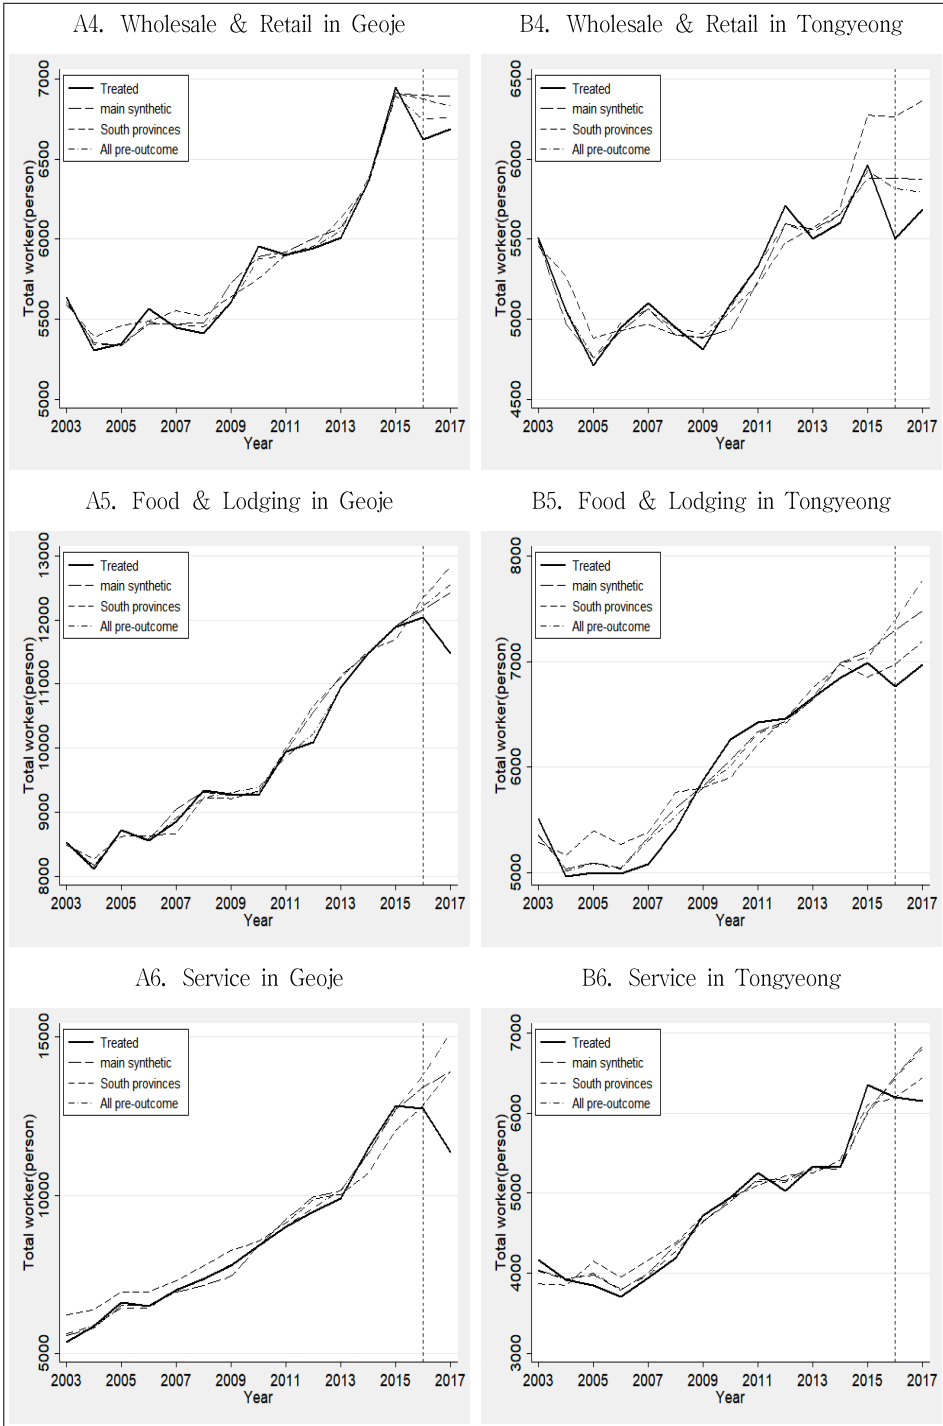 A4. Wholesale & Retail in Geoje
Total worker(person)
7000
6500
6000
5500
5000
Treated
main synthetic
South provinces
All pre-outcome
2003 2005 2007 2009 2011 2013 2015 2017
Year
B4. Wholesale & Retail in Tongyeong
Total worker(person)
6500
6000
5500
5000
4500
Treated
main synthetic
South provinces
All pre-outcome
2003 2005 2007 2009 2011 2013 2015 2017
Year
A5. Food & Lodging in Geoje
Total worker(person)
13000
12000
11000
10000
9000
8000
Treated
main synthetic
South provinces
All pre-outcome
2003 2005 2007 2009 2011 2013 2015 2017
Year
B5. Food & Lodging in Tongyeong
Total worker(person)
8000
7000
6000
5000
Treated
main synthetic
South provinces
All pre-outcome
2003 2005 2007 2009 2011 2013 2015 2017
Year
A6. Service in Geoje
Total worker(person)
15000
10000
5000
Treated
main synthetic
South provinces
All pre-outcome
2003 2005 2007 2009 2011 2013 2015 2017
Year
B6. Service in Tongyeong
Total worker(person)
7000
6000
5000
4000
3000
Treated
main synthetic
South provinces
All pre-outcome
2003 2005 2007 2009 2011 2013 2015 2017
Year